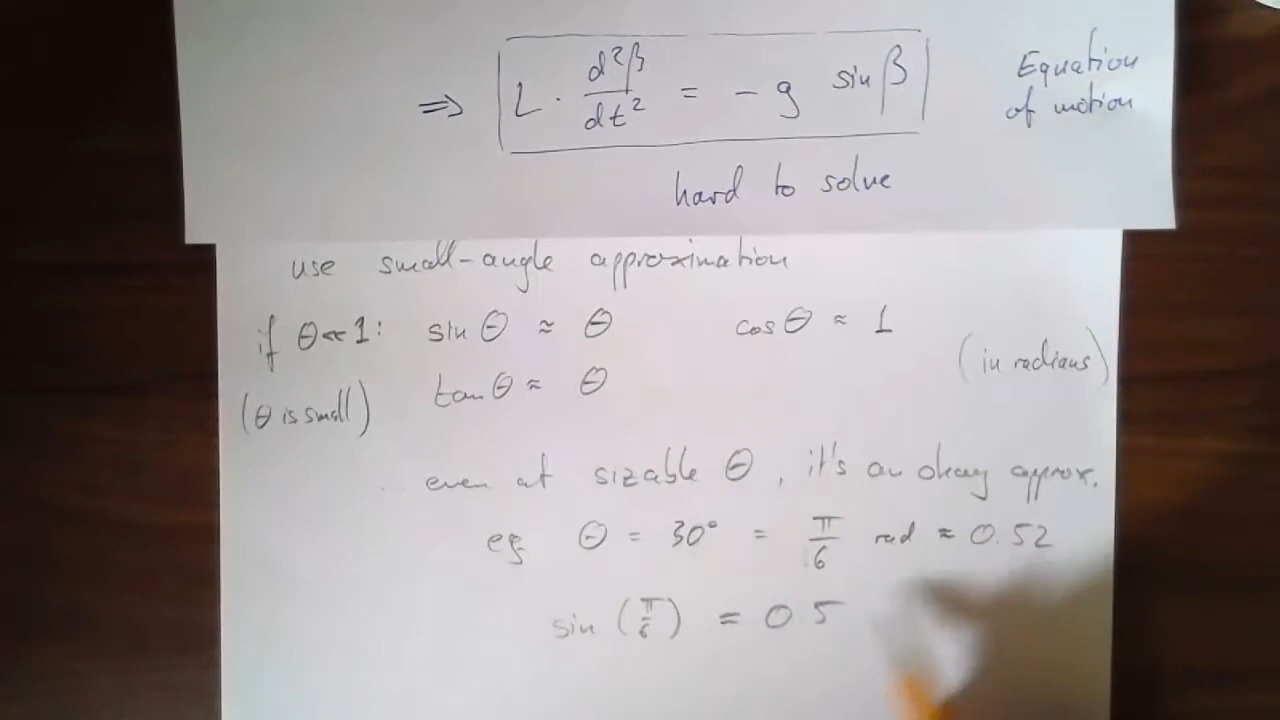 ⇒ L · d²β/dt² = - g sin β Equation of motion
hard to solve
use small-angle approximation
if θ≪1: sin θ ≈ θ cos θ ≈ 1
(θ is small) tan θ ≈ θ (in radians)
even at sizable θ, it's an okay approx.
eg θ = 30° = π/6 rad ≈ 0.52
sin (π/6) = 0.5